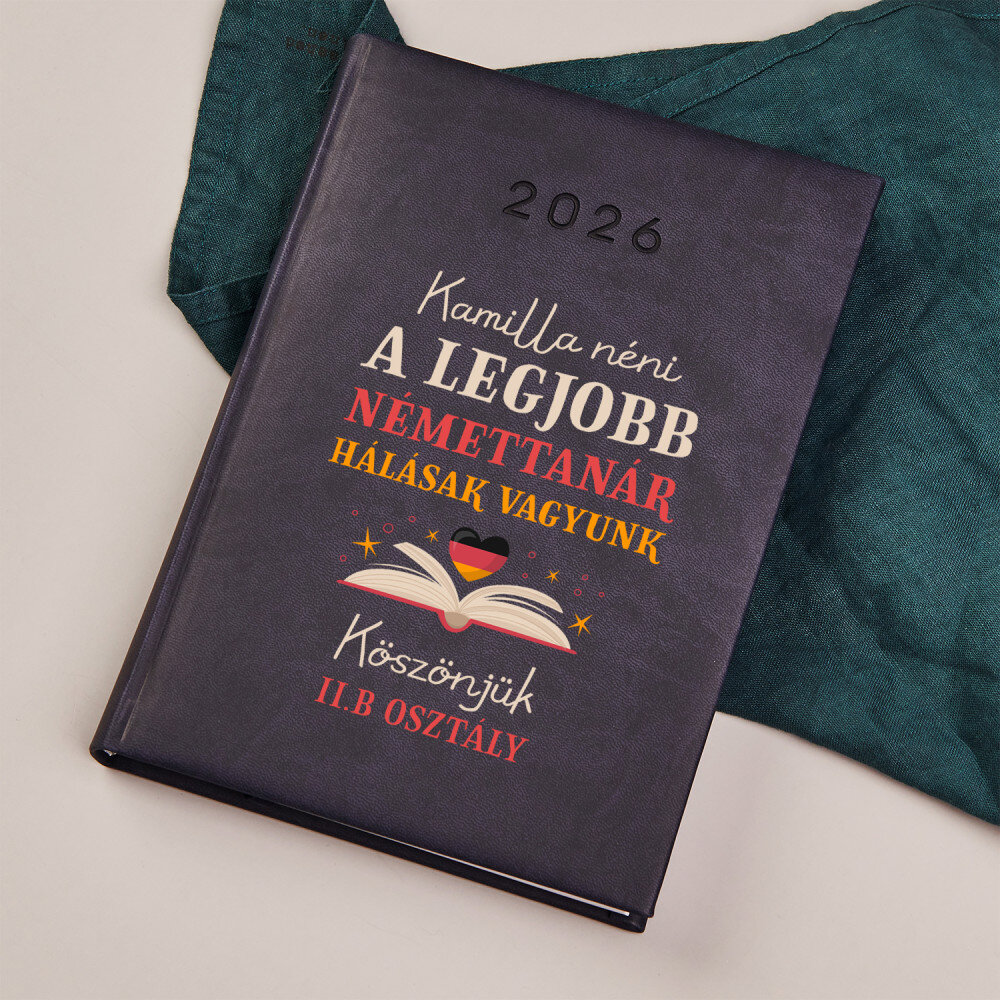 2026
Kamilla néni
A LEGJOBB
NÉMETTANÁR
HÁLÁSAK VAGYUNK
Köszönjük
II.B OSZTÁLY